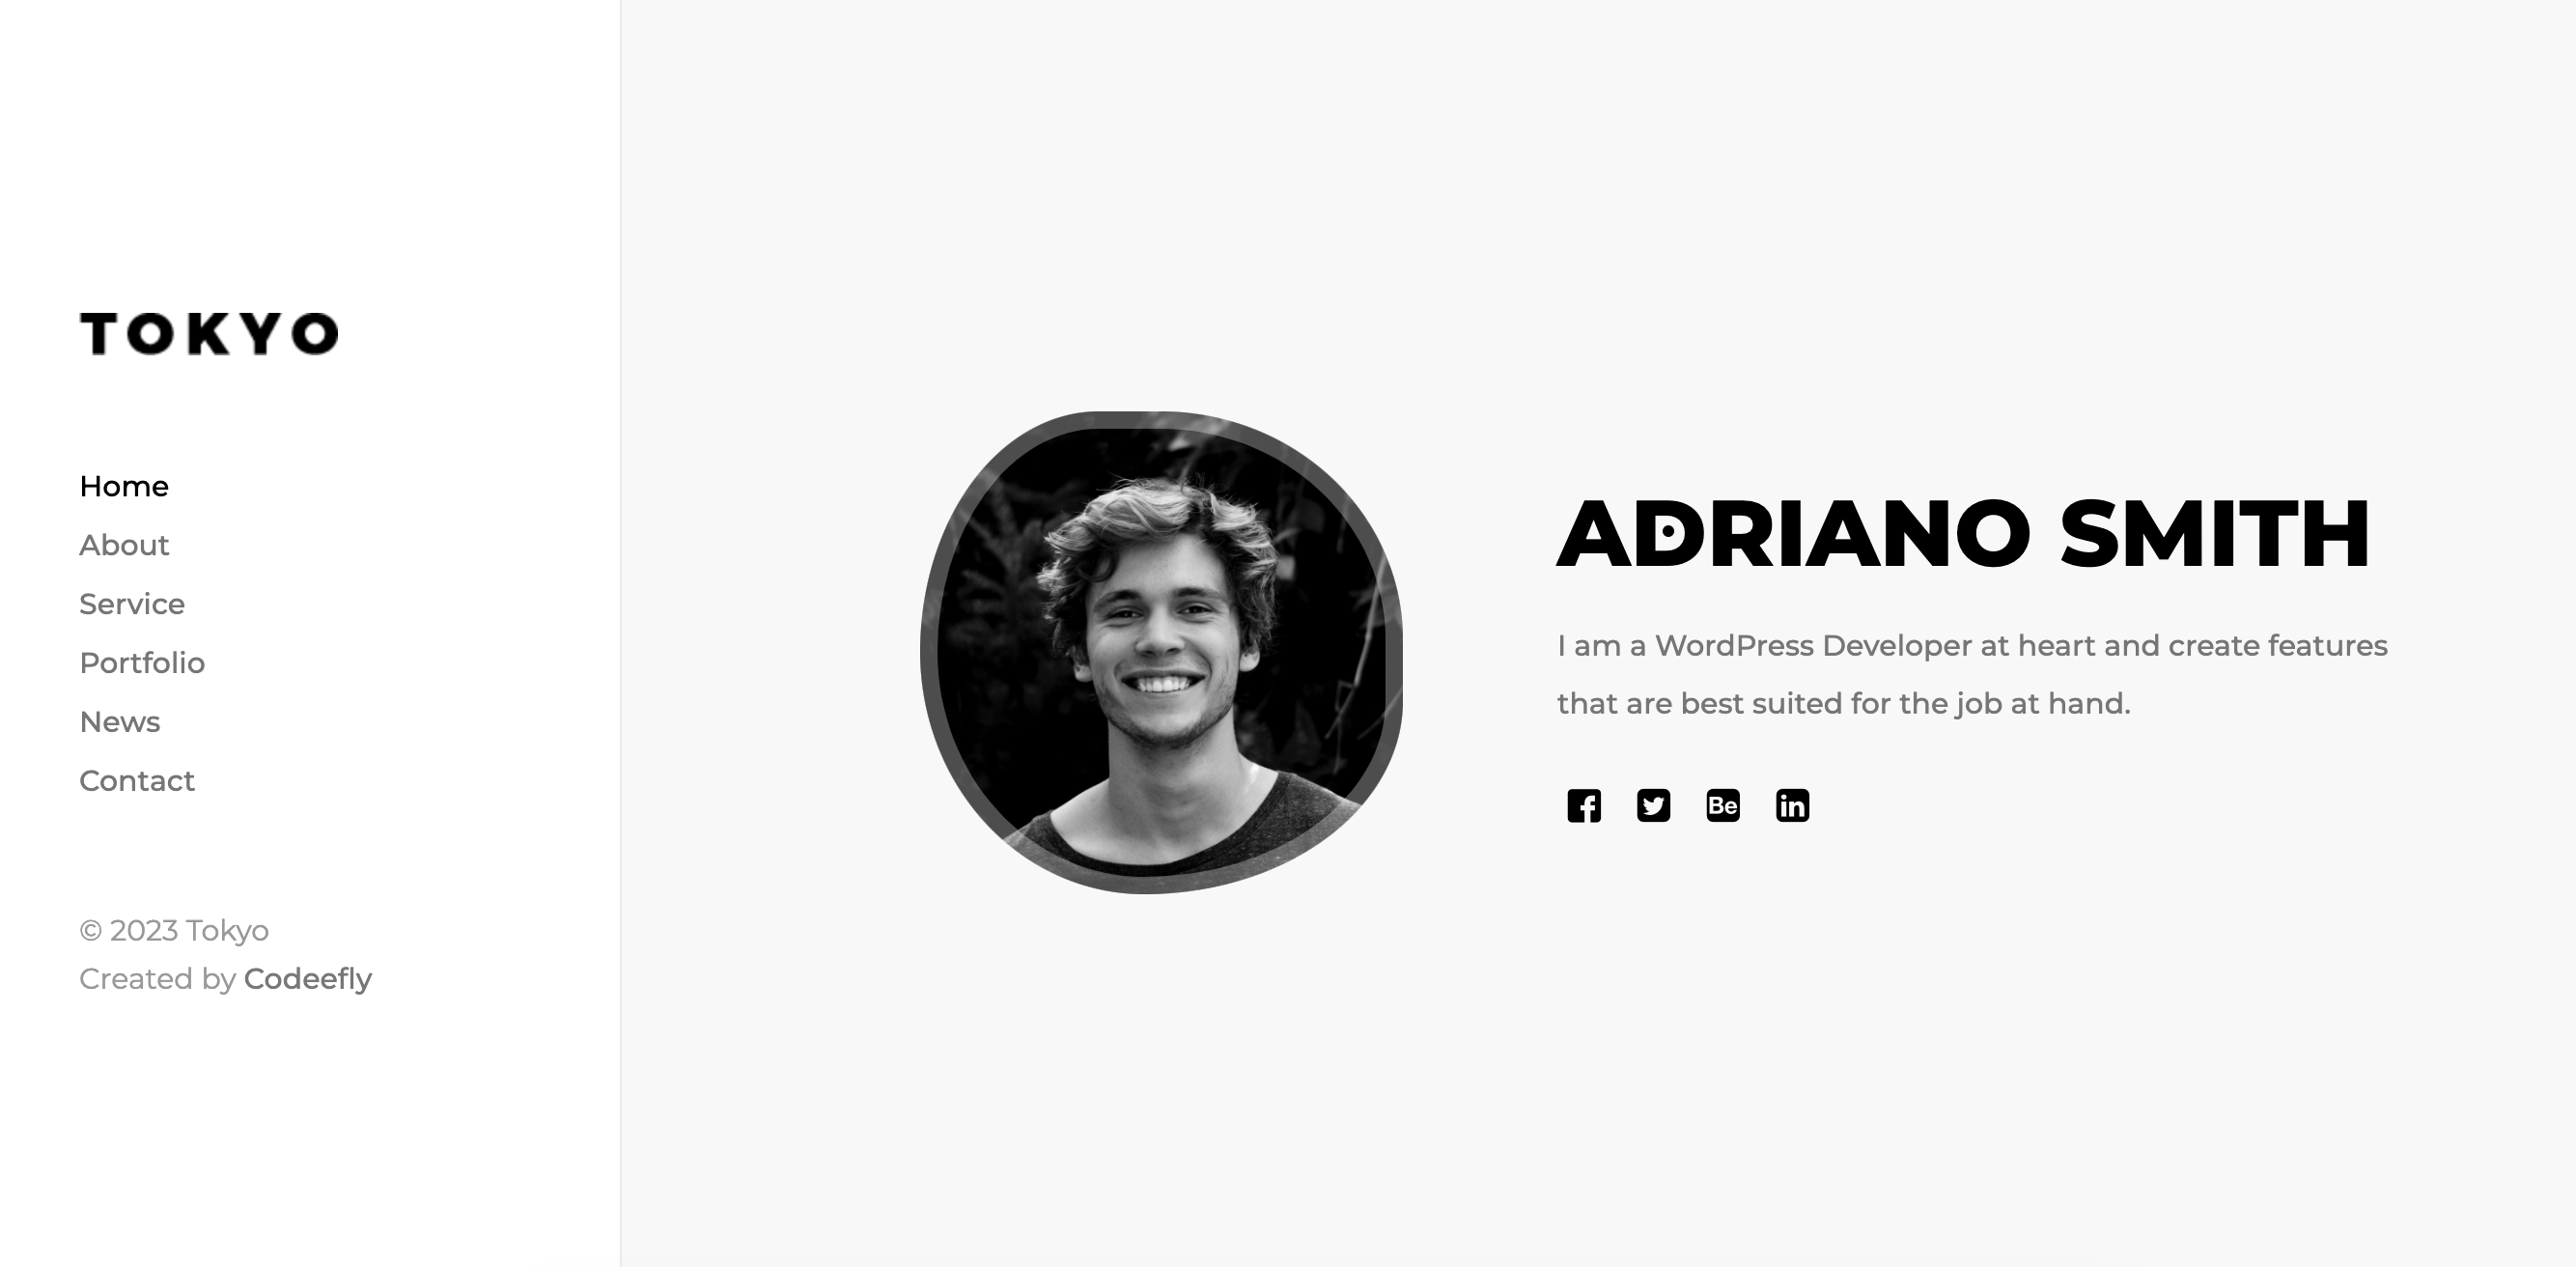 TOKYO
Home
About
Service
Portfolio
News
Contact
© 2023 Tokyo
Created by Codeefly
ADRIANO SMITH
I am a WordPress Developer at heart and create features
that are best suited for the job at hand.
f Be in